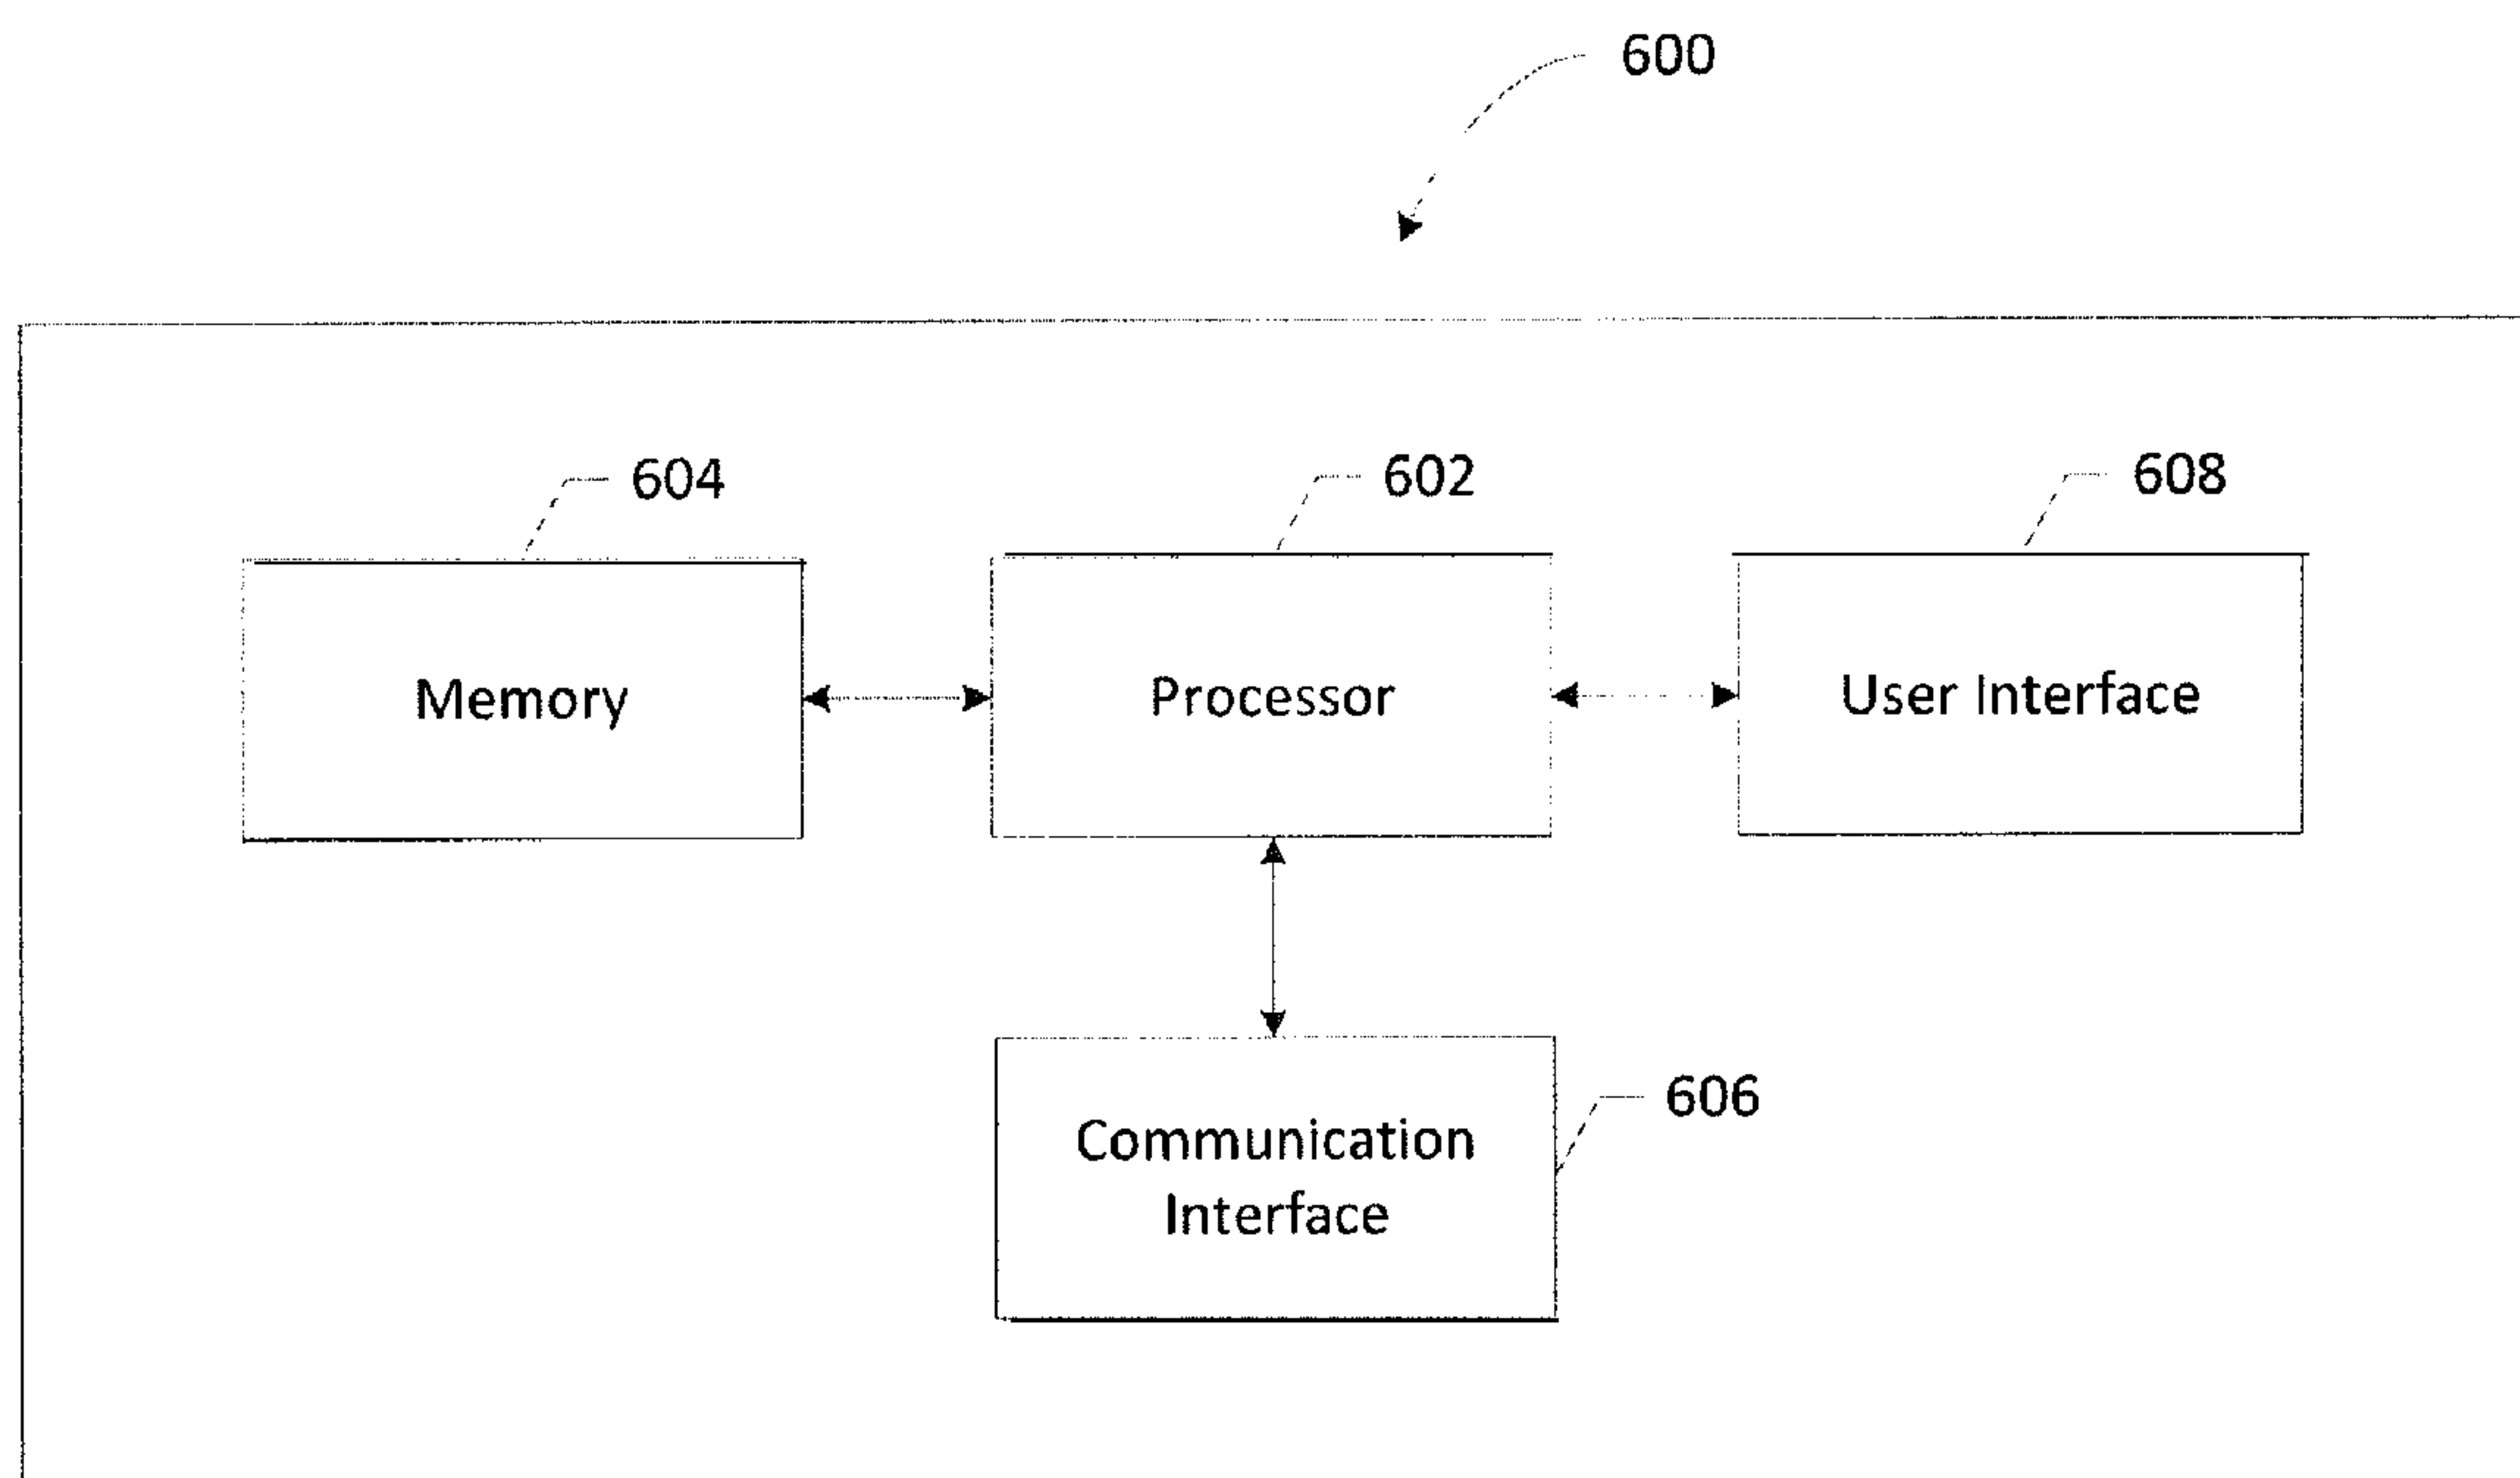 600
604
602
608
Memory
Processor
User Interface
606
Communication
Interface